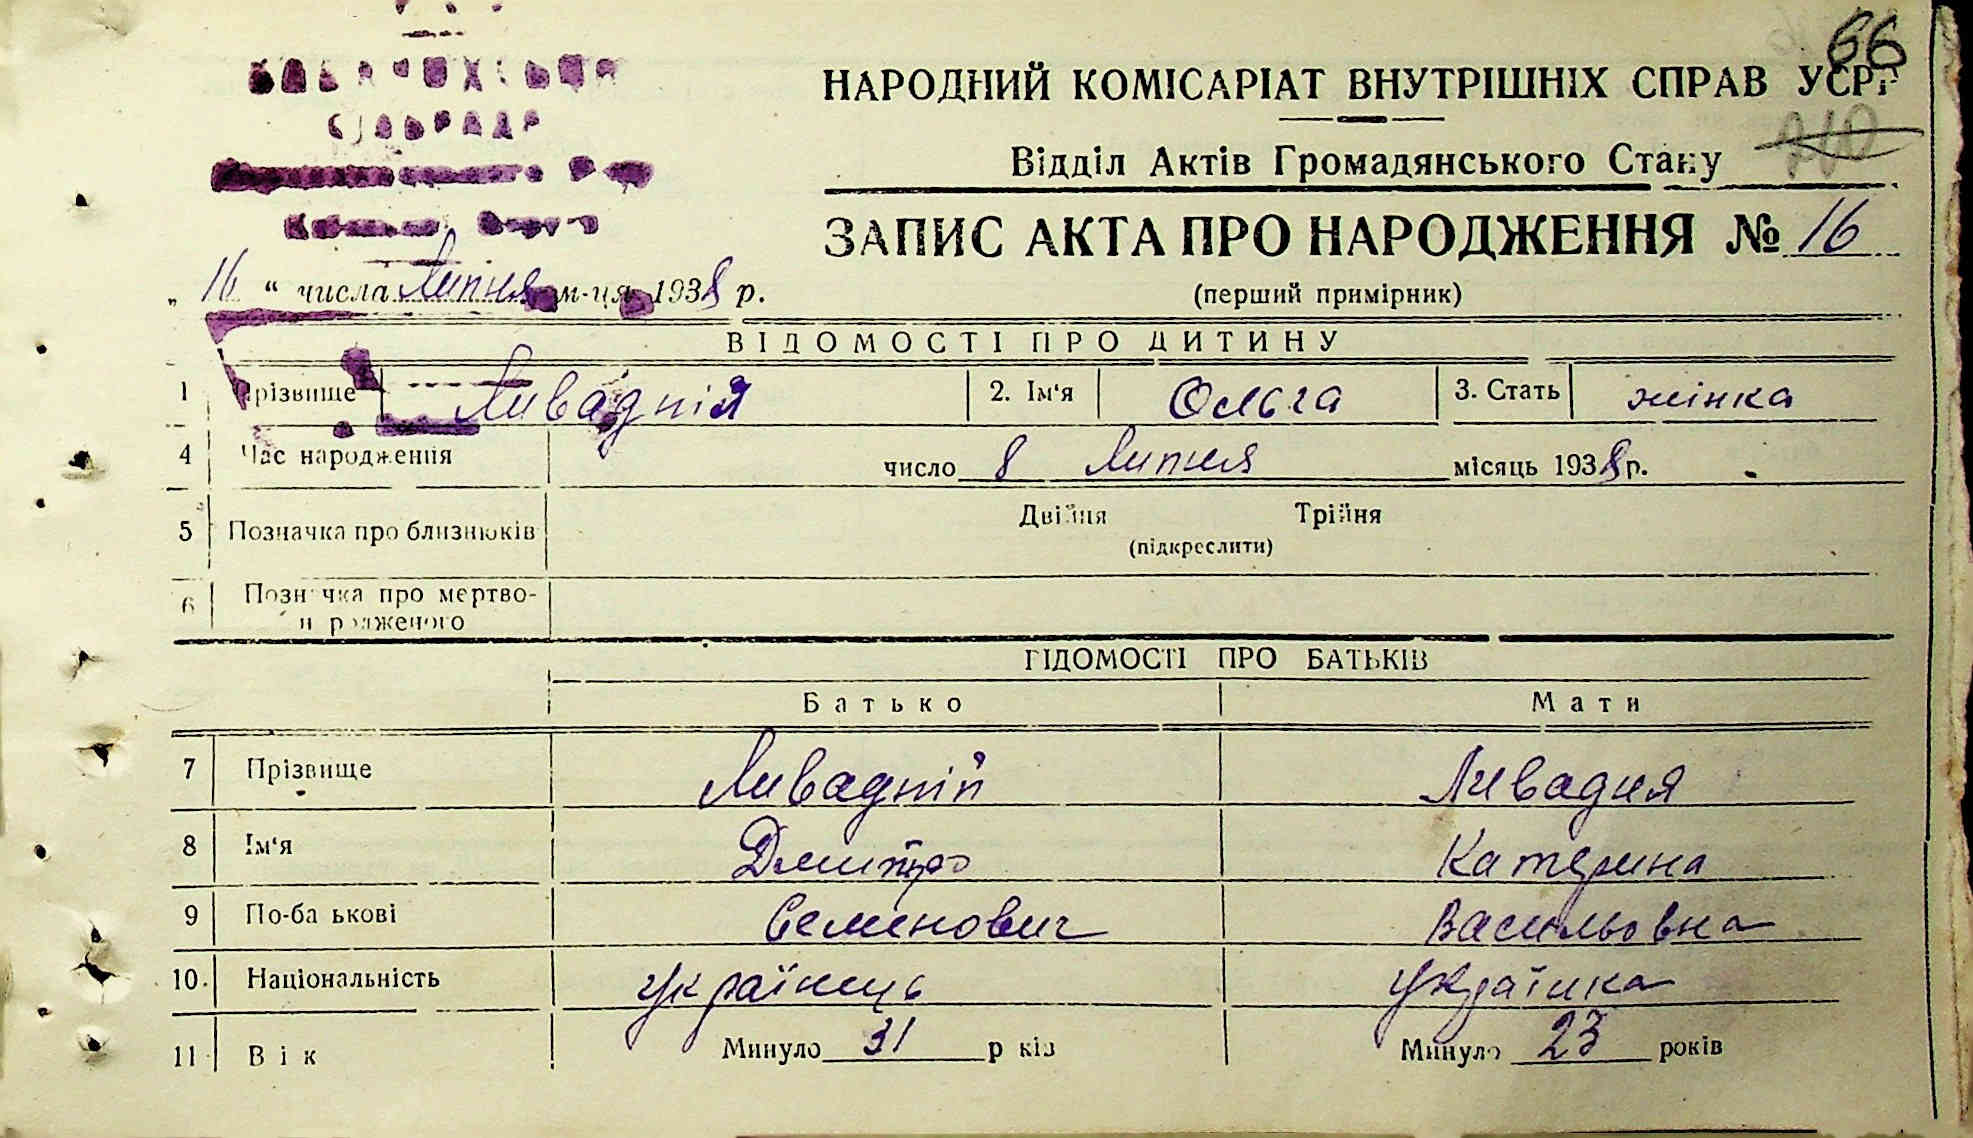 66
НАРОДНИЙ КОМІСАРІАТ ВНУТРІШНІХ СПРАВ УСРР
Відділ Актів Громадянського Стану
ЗАПИС АКТА ПРО НАРОДЖЕННЯ № 16
„ 16 “ числа Липня м-ця 1938 р.
(перший примірник)
ВІДОМОСТІ ПРО ДИТИНУ
1 Прізвище Ливадній 2. Ім‘я Ольга 3. Стать жінка
4 Час народження число 8 Липня місяць 1938 р.
5 Позначка про близнюків Двійня Трійня
(підкреслити)
6 Позначка про мертво-
народженого
ВІДОМОСТІ ПРО БАТЬКІВ
Батько Мати
7 Прізвище Ливадній Ливадня
8 Ім‘я Дмитро Катерина
9 По-батькові Семенович Васильовна
10. Національність Українець Українка
11 Вік Минуло 31 років Минуло 23 років